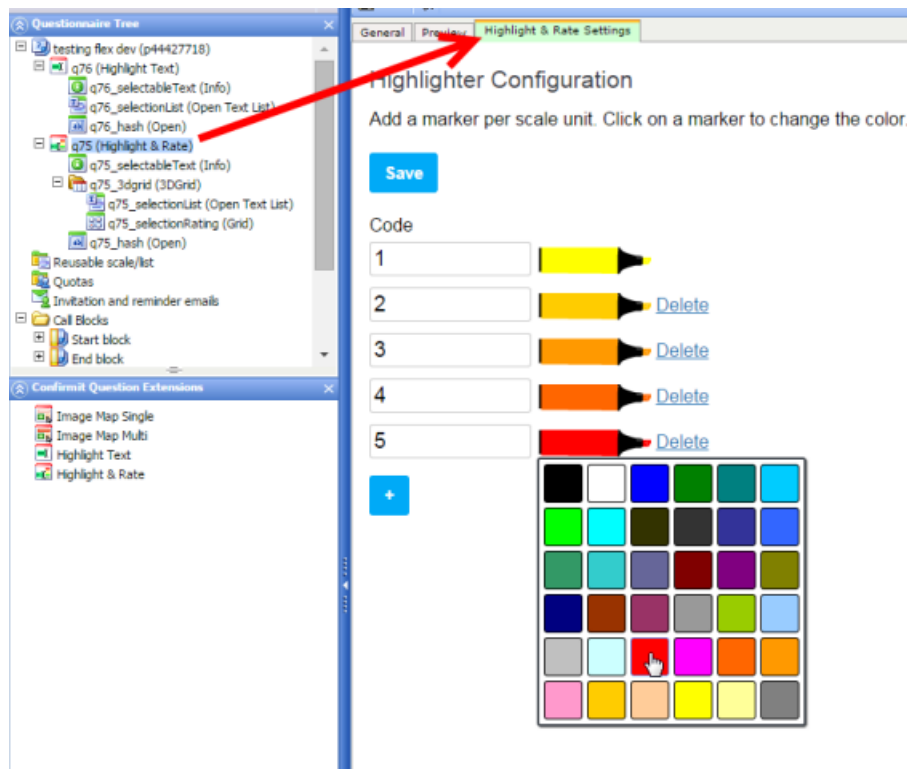 Questionnaire Tree
testing flex dev (p44427718)
q76 (Highlight Text)
q76_selectableText (Info)
q76_selectionList (Open Text List)
q76_hash (Open)
q75 (Highlight & Rate)
q75_selectableText (Info)
q75_3dgrid (3DGrid)
q75_selectionList (Open Text List)
q75_selectionRating (Grid)
q75_hash (Open)
Reusable scale/list
Quotas
Invitation and reminder emails
Call Blocks
Start block
End block
Confirmit Question Extensions
Image Map Single
Image Map Multi
Highlight Text
Highlight & Rate
General Preview Highlight & Rate Settings
Highlighter Configuration
Add a marker per scale unit. Click on a marker to change the color.
Save
Code
1
2 Delete
3 Delete
4 Delete
5 Delete
+